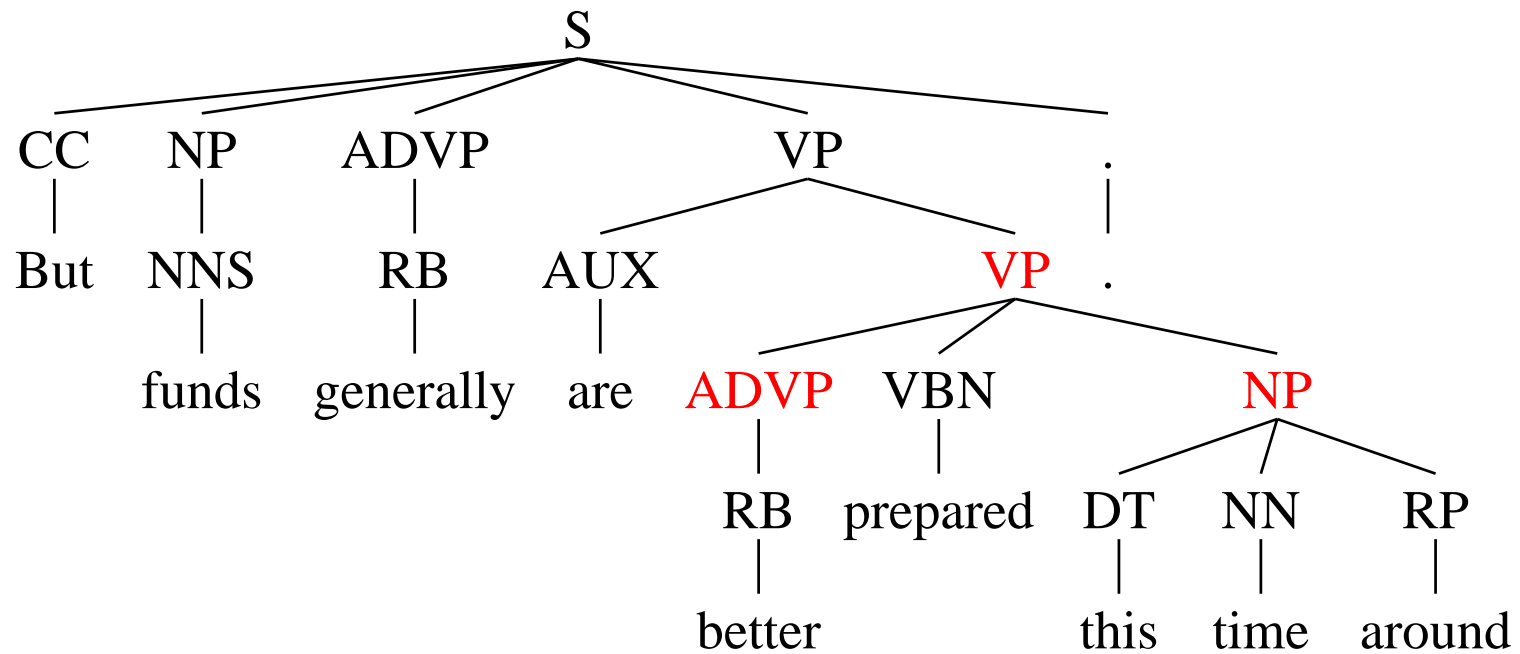 S
CC NP ADVP VP .
But NNS RB AUX VP .
funds generally are ADVP VBN NP
RB prepared DT NN RP
better this time around